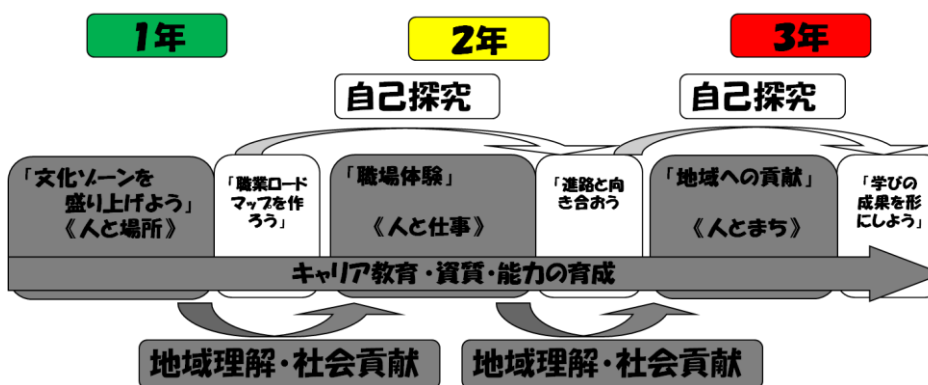 1年
2年
3年
自己探究
自己探究
「文化ゾーンを
盛り上げよう」
《人と場所》
「職業ロード
マップを作
ろう」
「職場体験」
《人と仕事》
「進路と向
き合おう
「地域への貢献」
《人とまち》
「学びの
成果を形
にしよう」
キャリア教育・資質・能力の育成
地域理解・社会貢献
地域理解・社会貢献